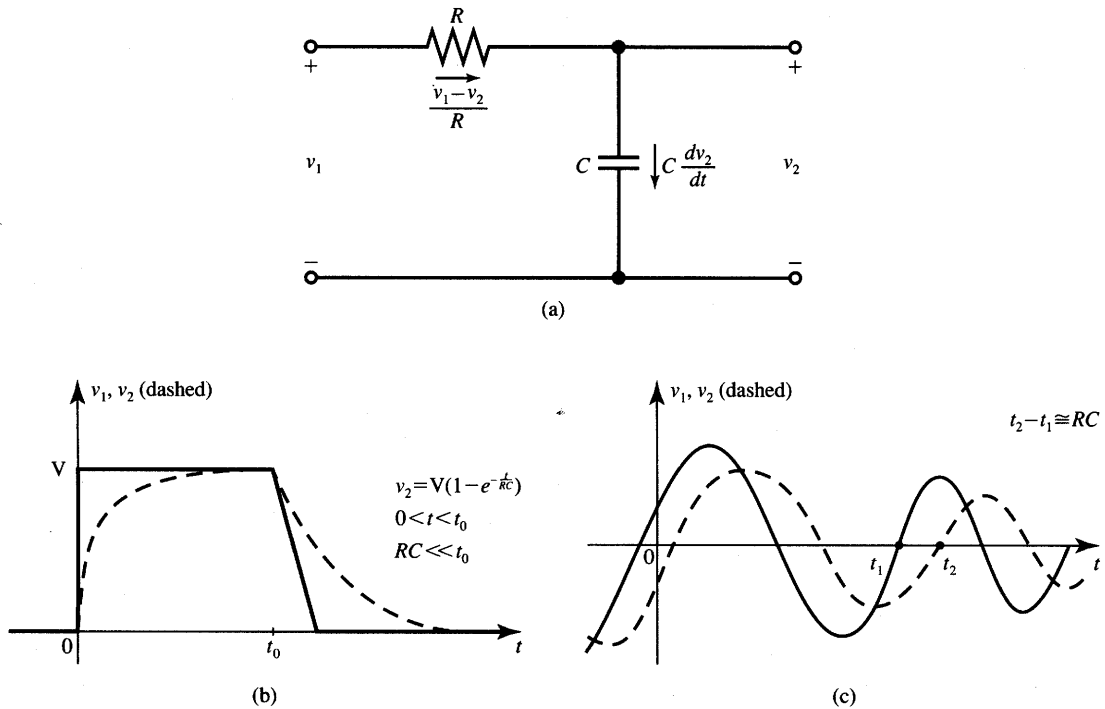 R
+
v₁−v₂
R
+
v₁
C
C dv₂
dt
v₂
−
−
(a)
v₁, v₂ (dashed)
V
v₂=V(1−e^−t/RC)
0<t<t₀
RC<<t₀
0
t₀
t
(b)
v₁, v₂ (dashed)
t₂−t₁≅RC
0
t₁
t₂
t
(c)